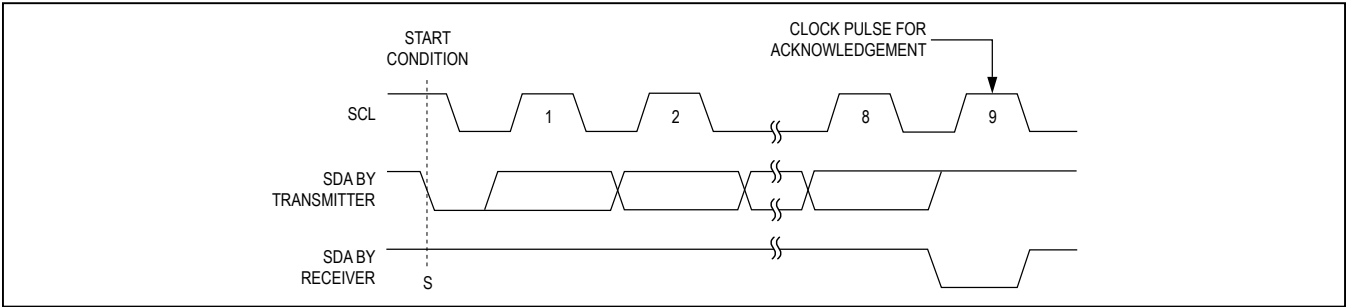 START
CONDITION
CLOCK PULSE FOR
ACKNOWLEDGEMENT
SCL
1
2
8
9
SDA BY
TRANSMITTER
SDA BY
RECEIVER
S